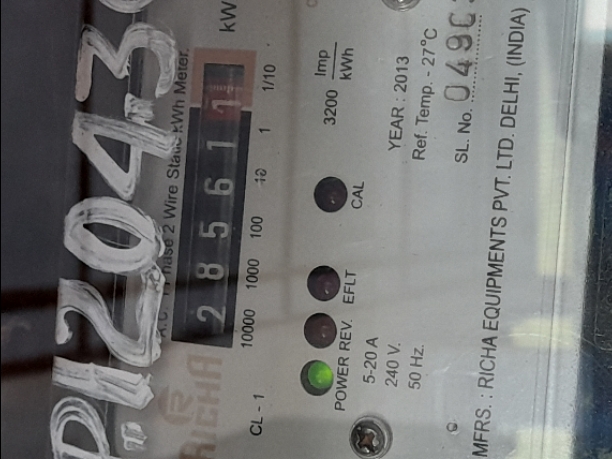 P.I.2043
A.C. 1 Phase 2 Wire Static kWh Meter.
RICHA
2 8 5 6 1 1
kW
10000 1000 100 10 1 1/10
CL - 1
3200 Imp
kWh
POWER REV. EFLT CAL
5-20 A
240 V.
50 Hz.
YEAR : 2013
Ref. Temp. - 27°C
SL. No. 0490
MFRS. : RICHA EQUIPMENTS PVT. LTD. DELHI, (INDIA)